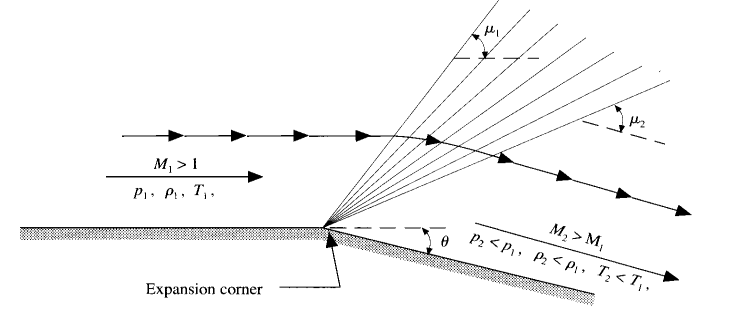 μ₁
μ₂
M₁ > 1
p₁, ρ₁, T₁,
θ
M₂ > M₁
p₂ < p₁, ρ₂ < ρ₁, T₂ < T₁,
Expansion corner